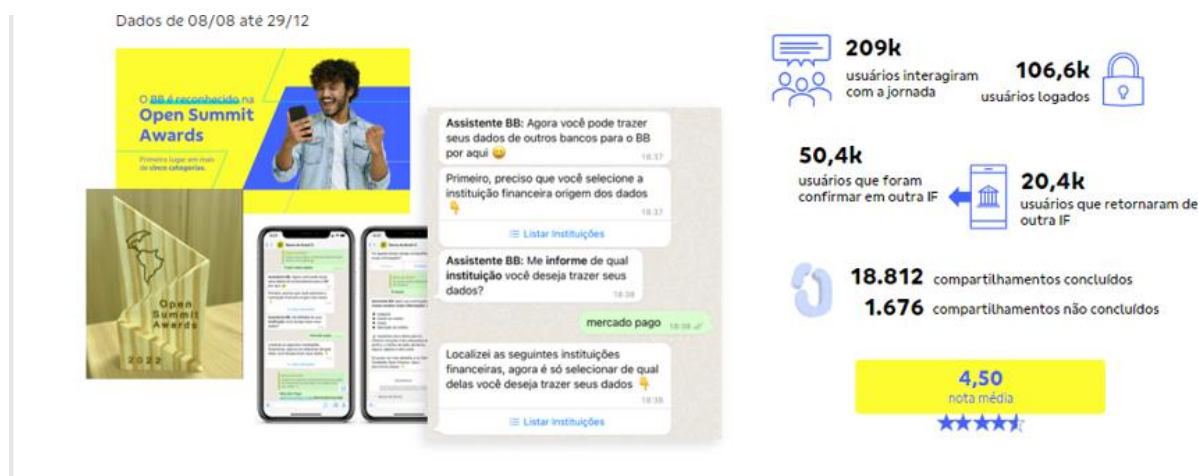 Dados de 08/08 até 29/12
O BB é reconhecido na
Open Summit
Awards
Primeiro lugar em mais
de cinco categorias.
Open
Summit
Awards
2022
Assistente BB: Agora você pode trazer
seus dados de outros bancos para o BB
por aqui 😄
18:37
Primeiro, preciso que você selecione a
instituição financeira origem dos dados
👇
18:37
Listar Instituições
Assistente BB: Me informe de qual
instituição você deseja trazer seus
dados?
18:38
mercado pago 18:38
Localizei as seguintes instituições
financeiras, agora é só selecionar de qual
delas você deseja trazer seus dados 👇
18:38
Listar Instituições
209k
usuários interagiram
com a jornada
106,6k
usuários logados
50,4k
usuários que foram
confirmar em outra IF
20,4k
usuários que retornaram de
outra IF
18.812 compartilhamentos concluídos
1.676 compartilhamentos não concluídos
4,50
nota média